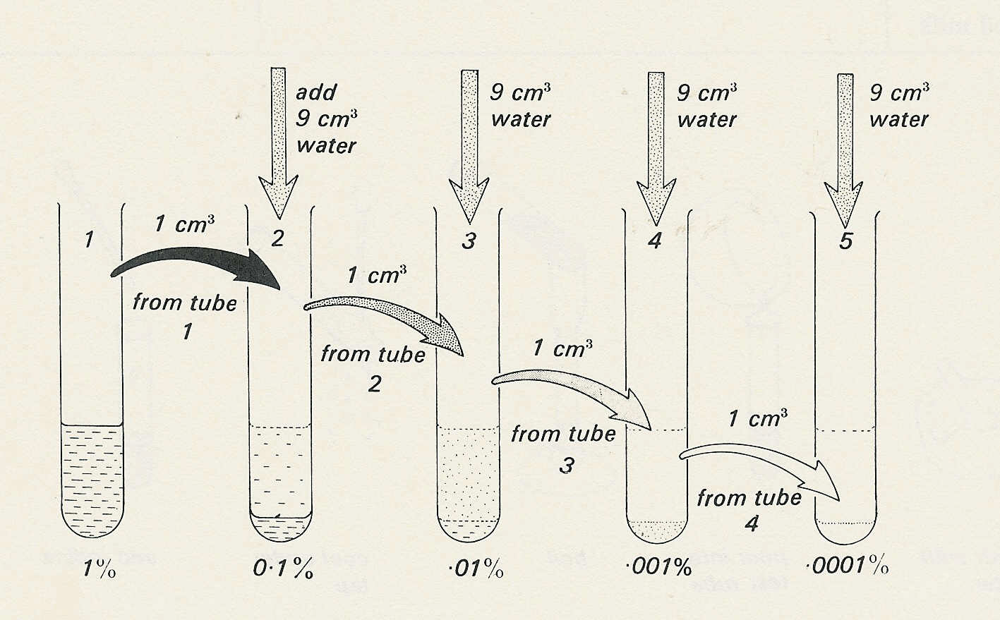 add
9 cm³
water
9 cm³
water
9 cm³
water
9 cm³
water
1
1 cm³
2
3
4
5
from tube
1
1 cm³
from tube
2
1 cm³
from tube
3
1 cm³
from tube
4
1%
0·1%
·01%
·001%
·0001%